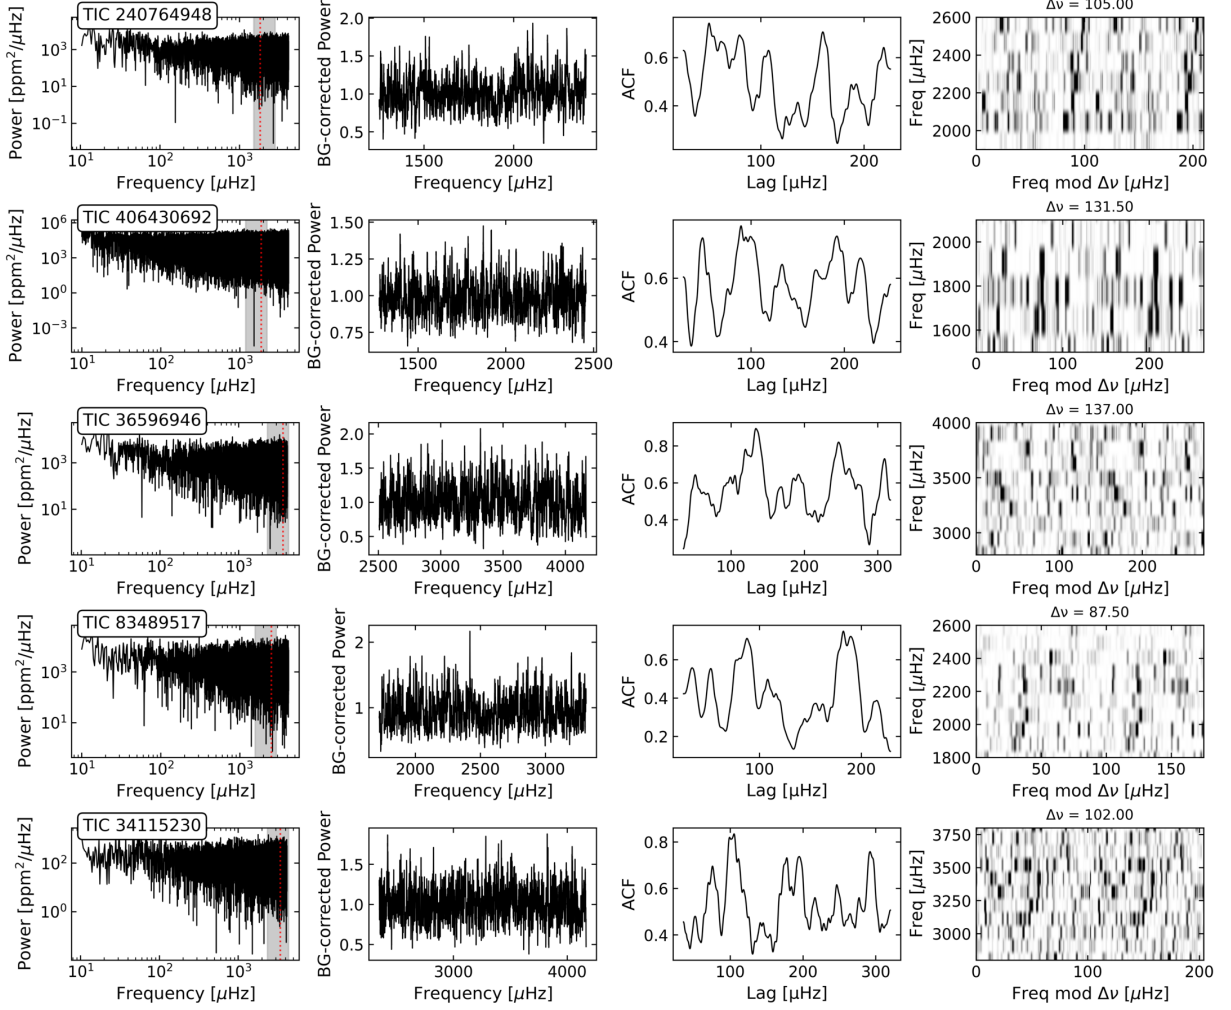 TIC 240764948
Power [ppm²/μHz]
10³
10¹
10⁻¹
10¹ 10² 10³
Frequency [μHz]
BG-corrected Power
2.0
1.5
1.0
0.5
1500 2000
Frequency [μHz]
ACF
0.6
0.4
100 200
Lag [μHz]
Δν = 105.00
Freq [μHz]
2600
2400
2200
2000
0 100 200
Freq mod Δν [μHz]
TIC 406430692
Power [ppm²/μHz]
10⁶
10³
10⁰
10⁻³
10¹ 10² 10³
Frequency [μHz]
BG-corrected Power
1.50
1.25
1.00
0.75
1500 2000 2500
Frequency [μHz]
ACF
0.6
0.4
100 200
Lag [μHz]
Δν = 131.50
Freq [μHz]
2000
1800
1600
0 100 200
Freq mod Δν [μHz]
TIC 36596946
Power [ppm²/μHz]
10³
10¹
10¹ 10² 10³
Frequency [μHz]
BG-corrected Power
2.0
1.5
1.0
0.5
2500 3000 3500 4000
Frequency [μHz]
ACF
0.8
0.6
0.4
100 200 300
Lag [μHz]
Δν = 137.00
Freq [μHz]
4000
3500
3000
0 100 200
Freq mod Δν [μHz]
TIC 83489517
Power [ppm²/μHz]
10³
10¹
10¹ 10² 10³
Frequency [μHz]
BG-corrected Power
2
1
2000 2500 3000
Frequency [μHz]
ACF
0.6
0.4
0.2
100 200
Lag [μHz]
Δν = 87.50
Freq [μHz]
2600
2400
2200
2000
1800
0 50 100 150
Freq mod Δν [μHz]
TIC 34115230
Power [ppm²/μHz]
10²
10⁰
10¹ 10² 10³
Frequency [μHz]
BG-corrected Power
1.5
1.0
0.5
3000 4000
Frequency [μHz]
ACF
0.8
0.6
0.4
100 200 300
Lag [μHz]
Δν = 102.00
Freq [μHz]
3750
3500
3250
3000
0 100 200
Freq mod Δν [μHz]